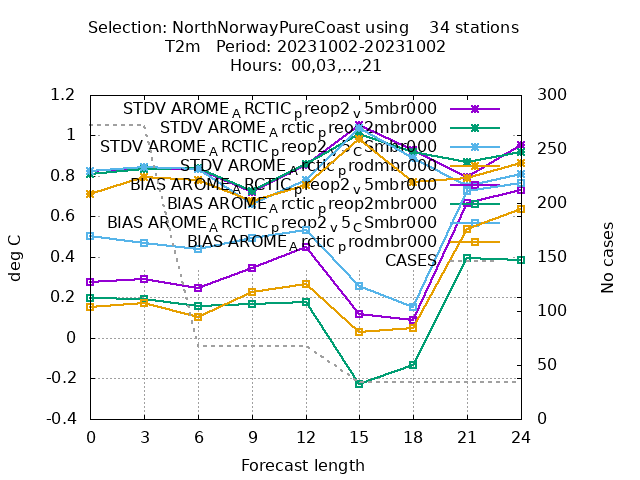 Selection: NorthNorwayPureCoast using    34 stations
T2m   Period: 20231002-20231002
Hours:  00,03,...,21
STDV AROME_ARCTIC_preop2_v5mbr000
STDV AROME_Arctic_preop2mbr000
STDV AROME_ARCTIC_preop2_v5_CSmbr000
STDV AROME_Arctic_prodmbr000
BIAS AROME_ARCTIC_preop2_v5mbr000
BIAS AROME_Arctic_preop2mbr000
BIAS AROME_ARCTIC_preop2_v5_CSmbr000
BIAS AROME_Arctic_prodmbr000
CASES
1.2
1
0.8
0.6
0.4
0.2
0
-0.2
-0.4
deg C
300
250
200
150
100
50
0
No cases
0 3 6 9 12 15 18 21 24
Forecast length